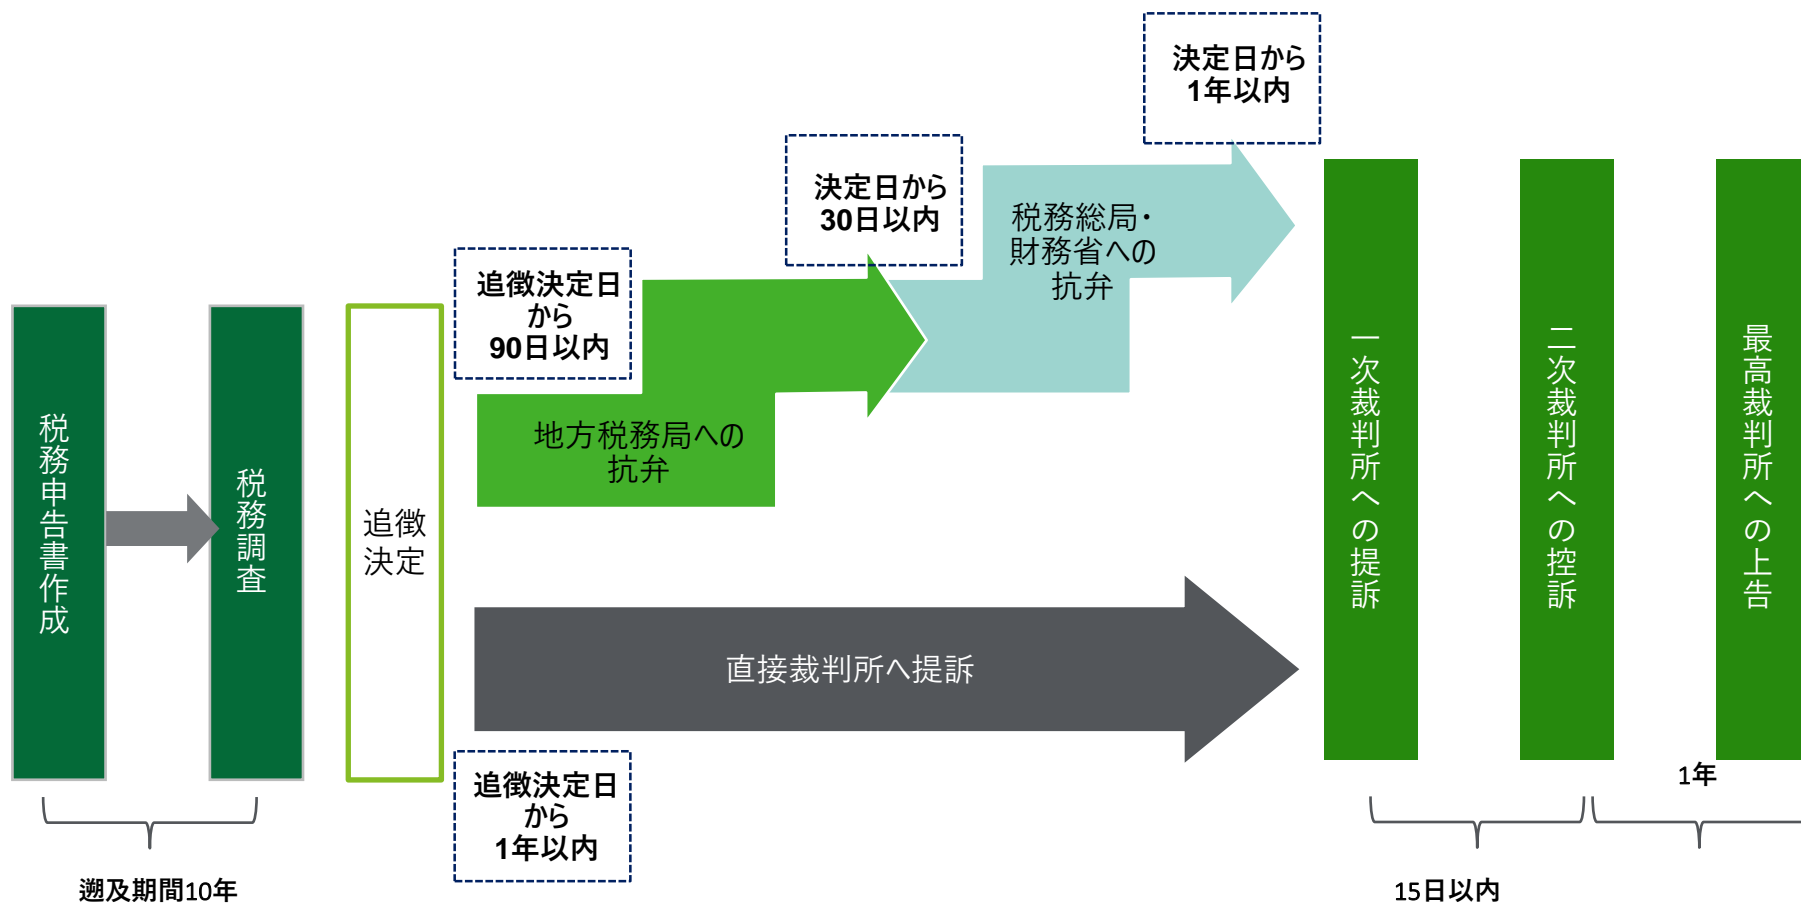 税務申告書作成
税務調査
追徴
決定
追徴決定日
から
90日以内
地方税務局への
抗弁
決定日から
30日以内
税務総局・
財務省への
抗弁
決定日から
1年以内
直接裁判所へ提訴
追徴決定日
から
1年以内
一次裁判所への提訴
二次裁判所への控訴
最高裁判所への上告
1年
遡及期間10年
15日以内